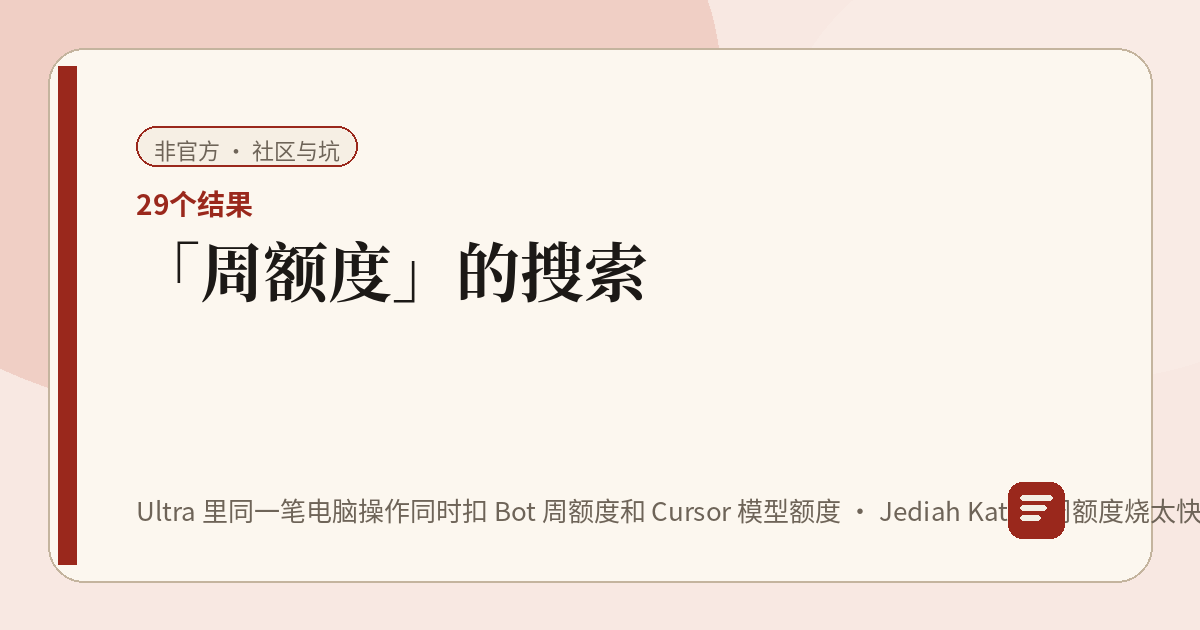 非官方 · 社区与坑
29个结果
「周额度」的搜索
Ultra 里同一笔电脑操作同时扣 Bot 周额度和 Cursor 模型额度 · Jediah Kat 额度烧太快